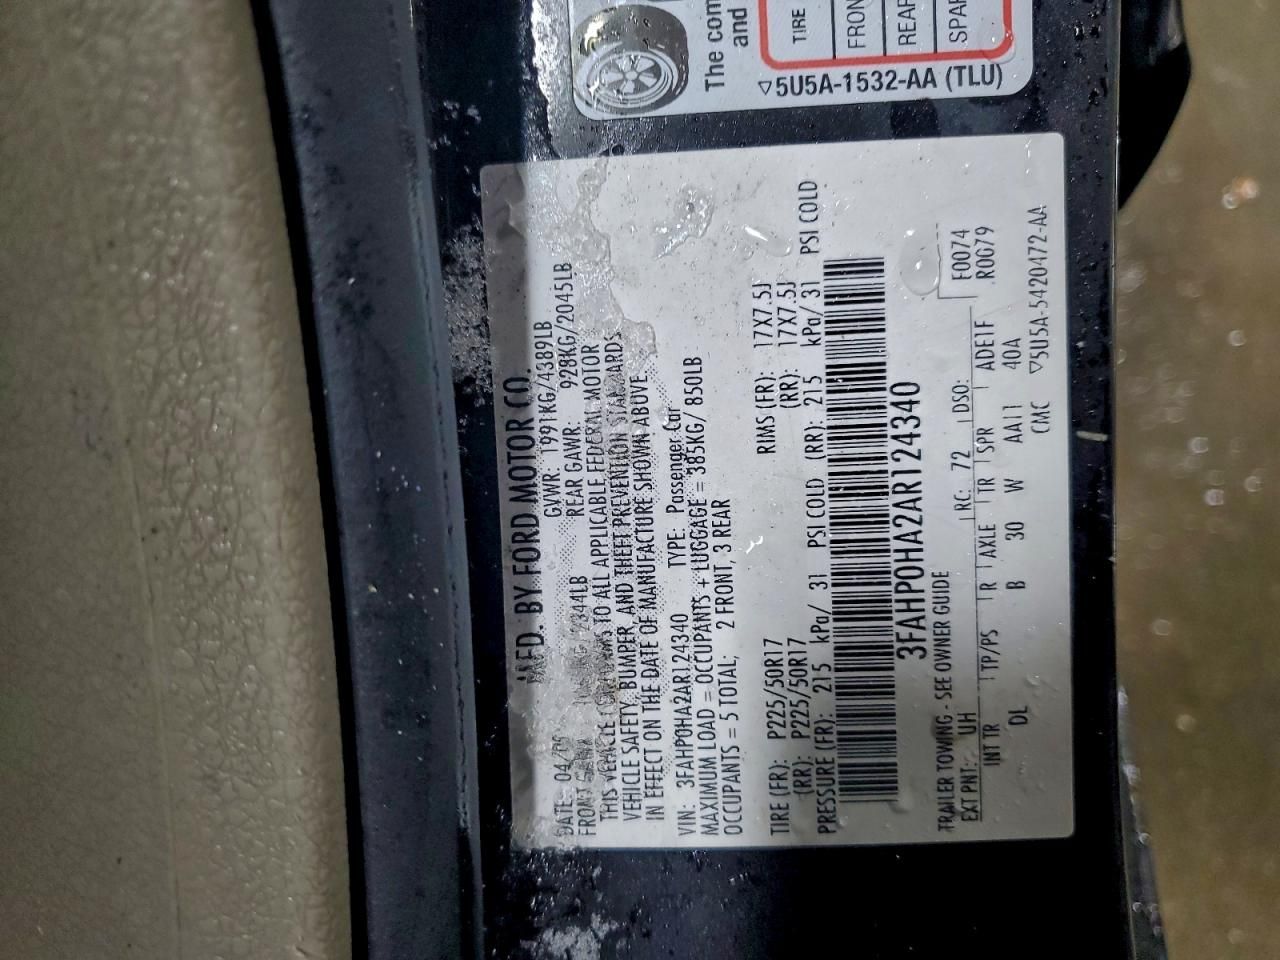 MFD. BY FORD MOTOR CO.
DATE: 04/ GVWR: 1991KG/4389LB
FRONT GAWR: 2344LB REAR GAWR: 928KG/2045LB
THIS VEHICLE CONFORMS TO ALL APPLICABLE FEDERAL MOTOR
VEHICLE SAFETY, BUMPER, AND THEFT PREVENTION STANDARDS
IN EFFECT ON THE DATE OF MANUFACTURE SHOWN ABOVE
VIN: 3FAHP0HA2AR124340 TYPE: Passenger Car
MAXIMUM LOAD = OCCUPANTS + LUGGAGE = 385KG/ 850LB
OCCUPANTS = 5 TOTAL, 2 FRONT, 3 REAR
TIRE (FR): P225/50R17 RIMS (FR): 17X7.5J
(RR): P225/50R17 (RR): 17X7.5J
PRESSURE (FR): 215 kPa/ 31 PSI COLD (RR): 215 kPa/ 31 PSI COLD
3FAHP0HA2AR124340
TRAILER TOWING - SEE OWNER GUIDE
EXT PNT: UH RC: 72 DSO: F0074
R0079
INT TR TP/PS R AXLE TR SPR ADEIF
DL B 30 W AA11 40A
CMC ▽5U5A-5420472-AA
The com
and
TIRE
FRON
REAR
SPAR
▽5U5A-1532-AA (TLU)